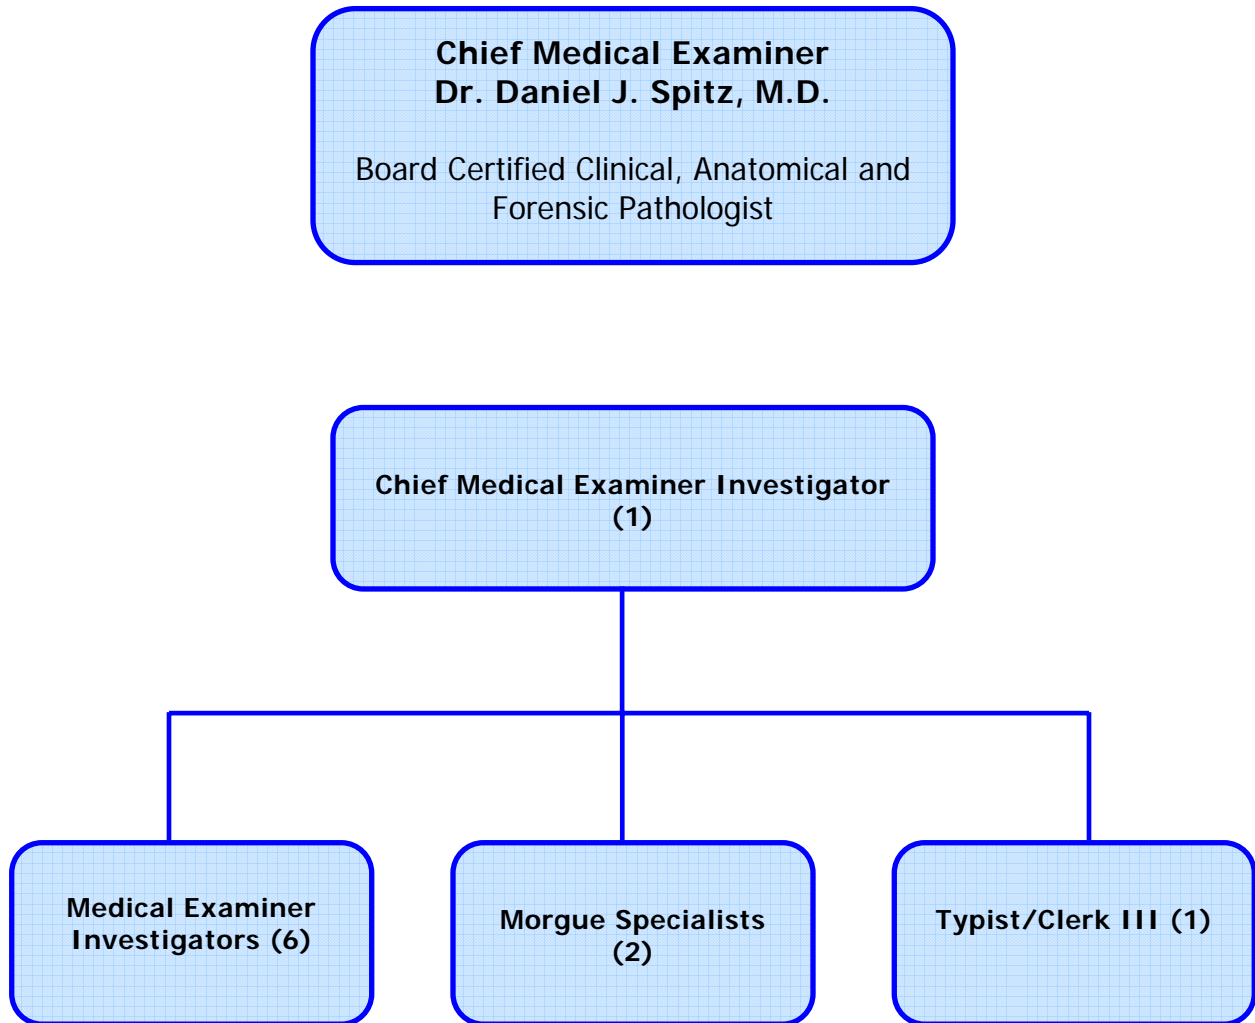 Chief Medical Examiner
Dr. Daniel J. Spitz, M.D.
Board Certified Clinical, Anatomical and
Forensic Pathologist
Chief Medical Examiner Investigator
(1)
Medical Examiner
Investigators (6)
Morgue Specialists
(2)
Typist/Clerk III (1)